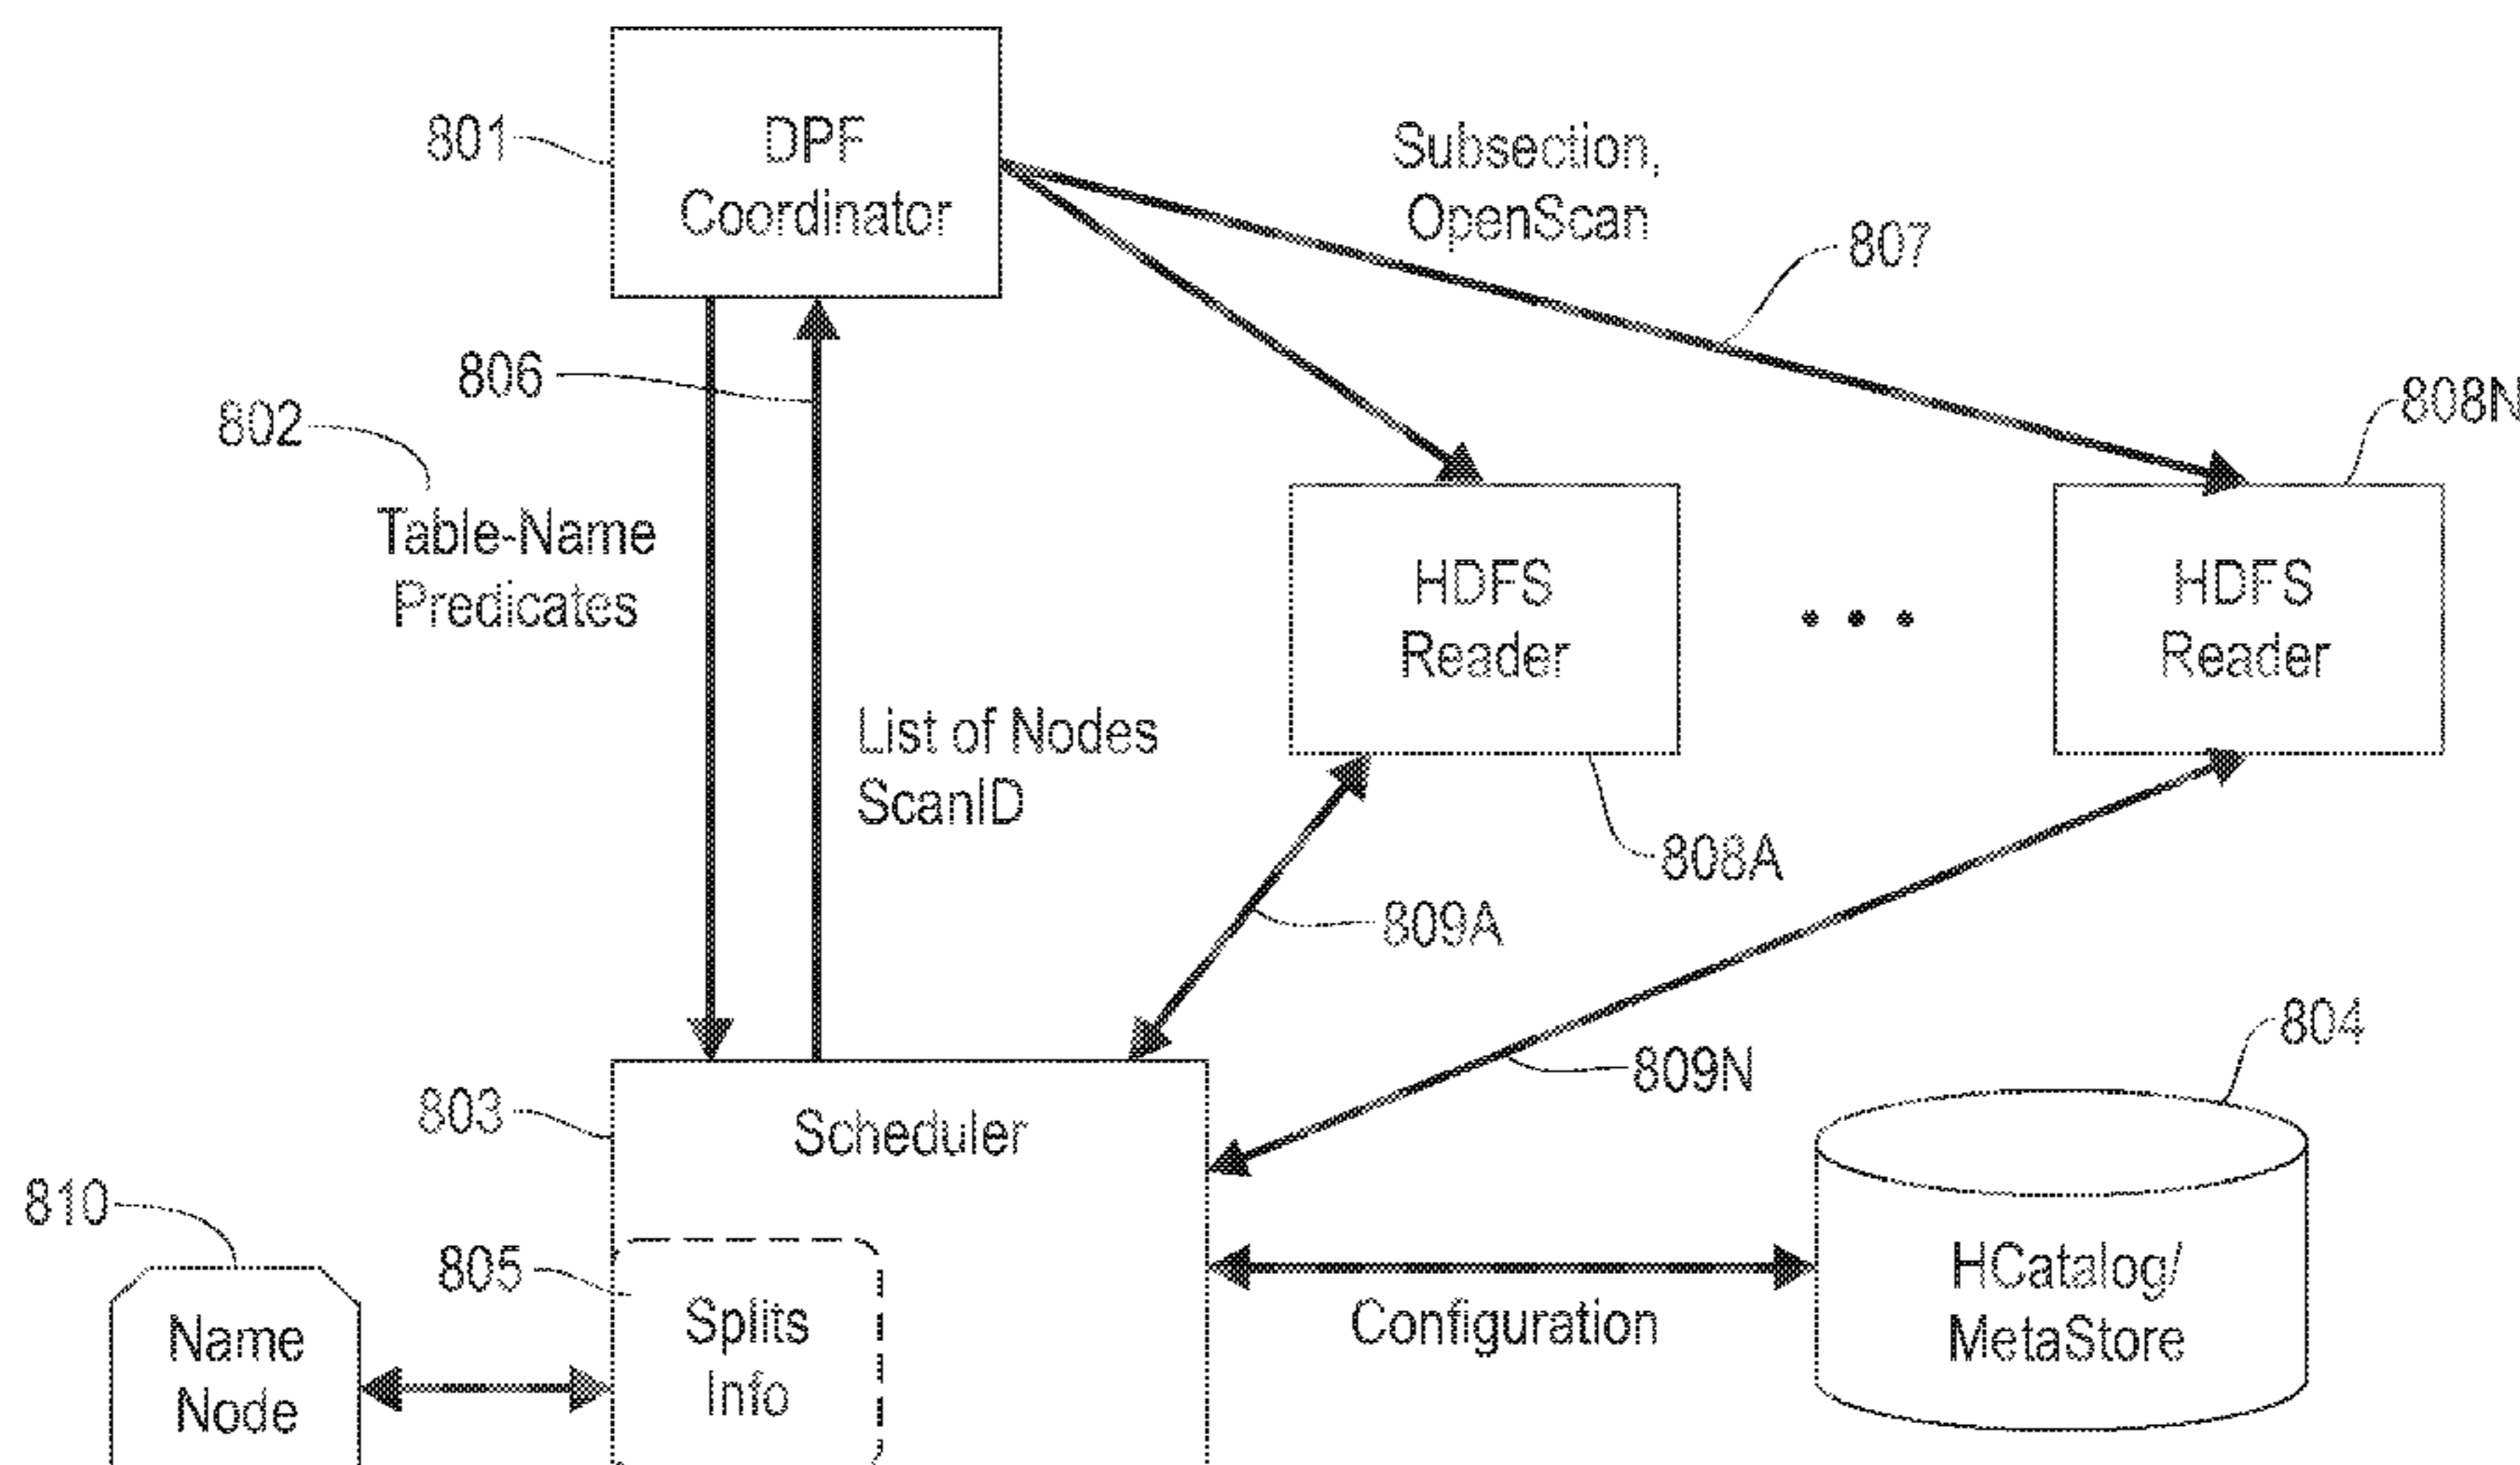 801
DPF
Coordinator
Subsection,
OpenScan
807
806
802
Table-Name
Predicates
808N
HDFS
Reader
HDFS
Reader
List of Nodes
ScanID
808A
809A
809N
804
803
Scheduler
810
805
Name
Node
Splits
Info
Configuration
HCatalog/
MetaStore